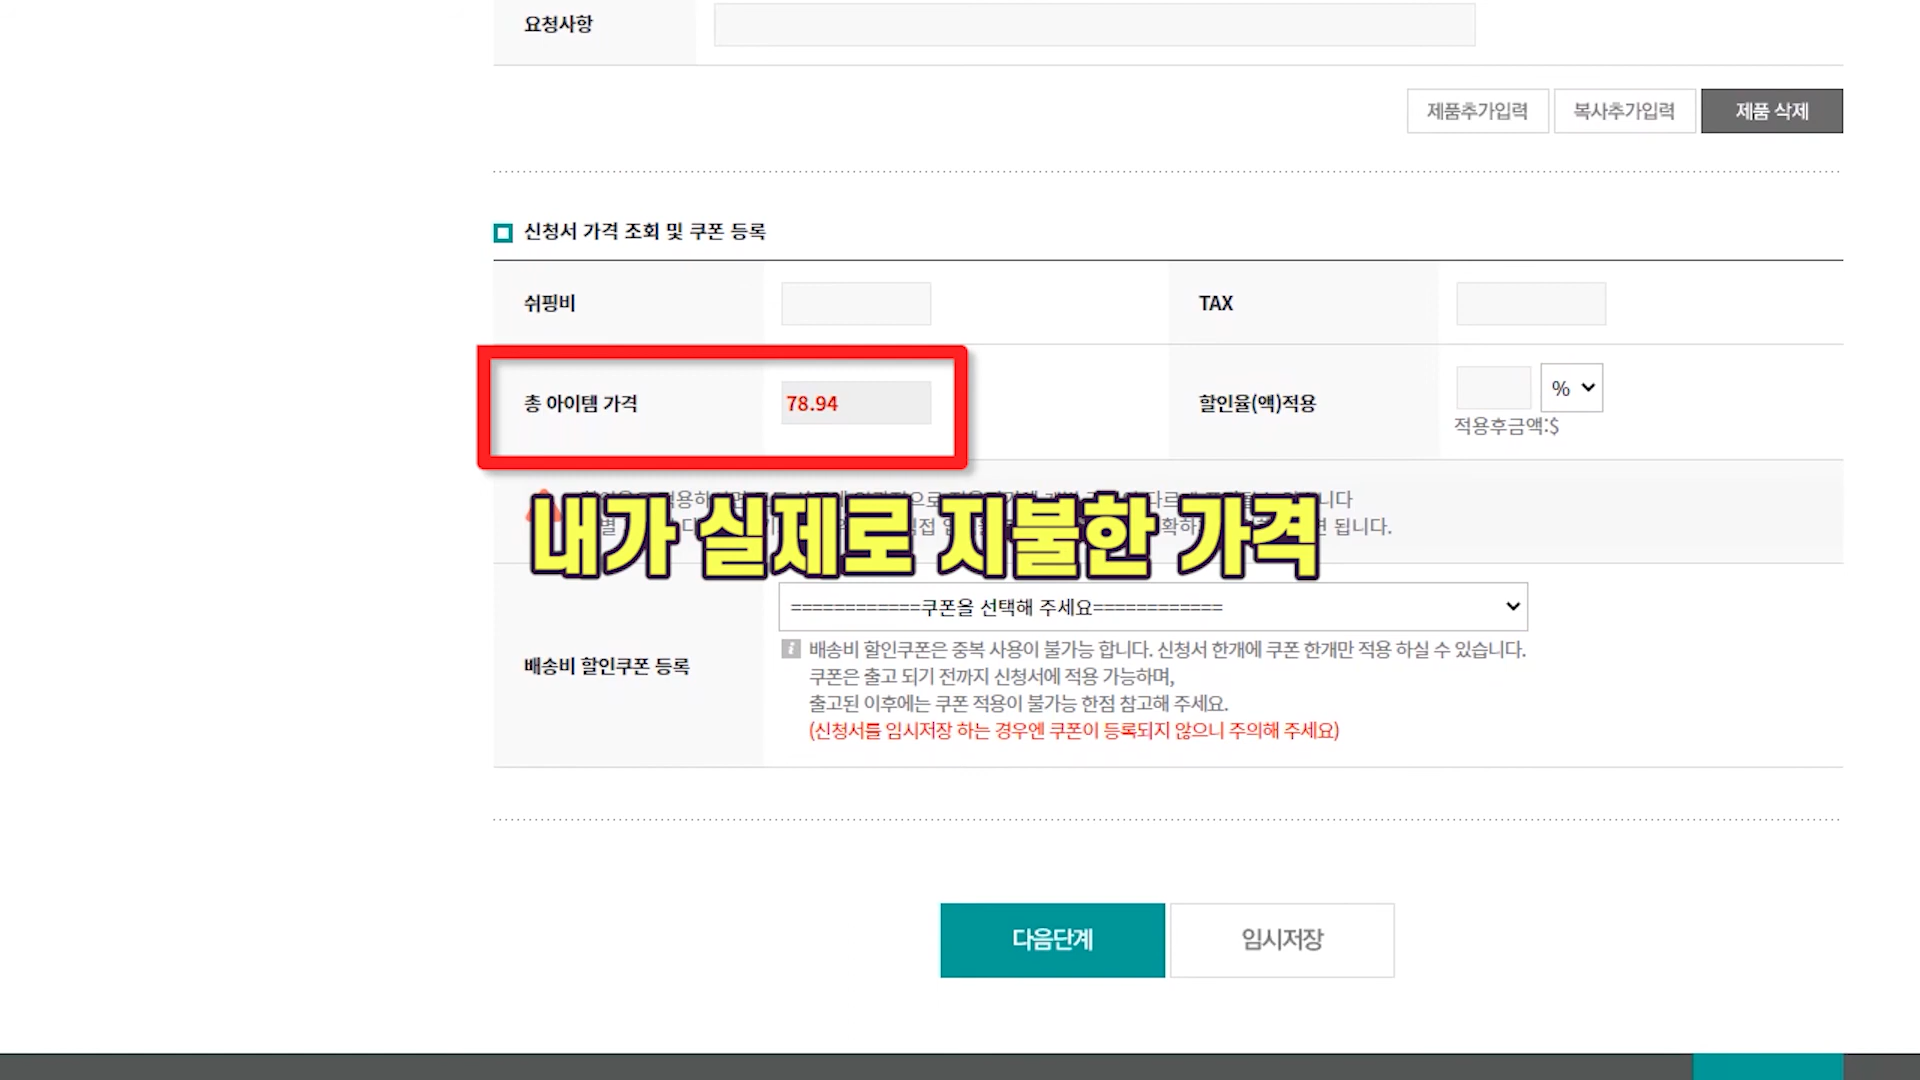 요청사항
제품추가입력 복사추가입력 제품 삭제
신청서 가격 조회 및 쿠폰 등록
쉬핑비 TAX
총 아이템 가격 78.94 할인율(액)적용 %
적용후금액:$
니다
면 됩니다.
내가 실제로 지불한 가격
============쿠폰을 선택해 주세요============
배송비 할인쿠폰 등록
배송비 할인쿠폰은 중복 사용이 불가능 합니다. 신청서 한개에 쿠폰 한개만 적용 하실 수 있습니다.
쿠폰은 출고 되기 전까지 신청서에 적용 가능하며,
출고된 이후에는 쿠폰 적용이 불가능 한점 참고해 주세요.
(신청서를 임시저장 하는 경우엔 쿠폰이 등록되지 않으니 주의해 주세요)
다음단계 임시저장